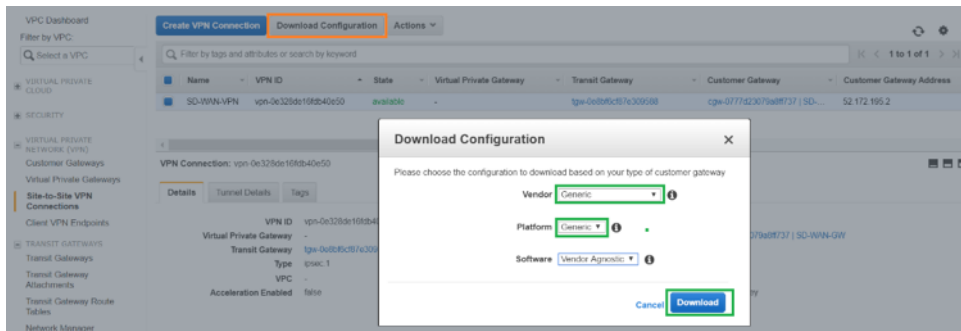 VPC Dashboard
Filter by VPC:
Select a VPC
VIRTUAL PRIVATE
CLOUD
SECURITY
VIRTUAL PRIVATE
NETWORK (VPN)
Customer Gateways
Virtual Private Gateways
Site-to-Site VPN
Connections
Client VPN Endpoints
TRANSIT GATEWAYS
Transit Gateways
Transit Gateway
Attachments
Transit Gateway Route
Tables
Network Manager
Create VPN Connection Download Configuration Actions
Filter by tags and attributes or search by keyword
1 to 1 of 1
Name VPN ID State Virtual Private Gateway Transit Gateway Customer Gateway Customer Gateway Address
SD-WAN-VPN vpn-0e328de16fdb40e50 available - tgw-0e8bf6cf87e309598 cgw-0777d23079a8ff737 | SD-... 52.172.195.2
VPN Connection: vpn-0e328de16fdb40e50
Details Tunnel Details Tags
VPN ID vpn-0e328de16fdb4
Virtual Private Gateway -
Transit Gateway tgw-0e8bf6cf87e309
079a8ff737 | SD-WAN-GW
Type ipsec.1
VPC -
Acceleration Enabled false
Download Configuration
Please choose the configuration to download based on your type of customer gateway
Vendor Generic
Platform Generic
Software Vendor Agnostic
Cancel Download